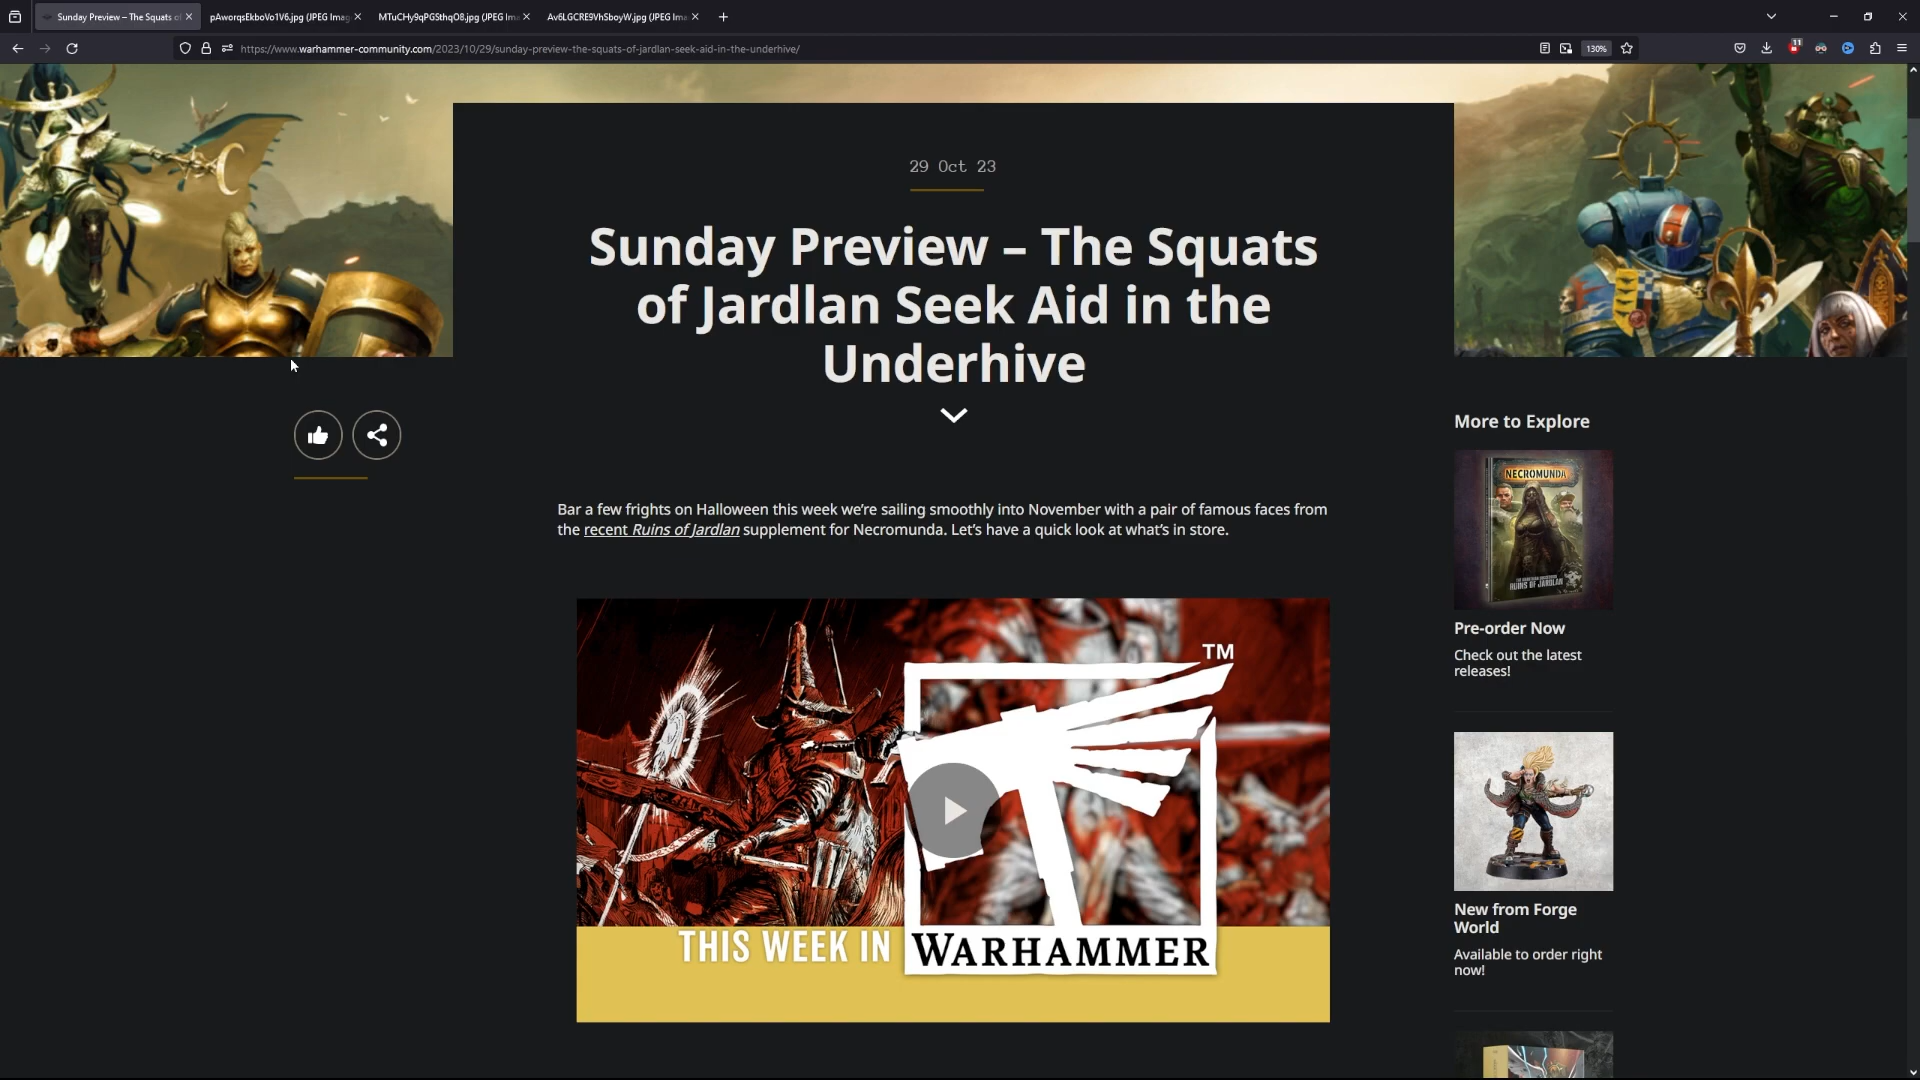 Sunday Preview – The Squats of
pAworqsEkboVo1V6.jpg (JPEG Imag
MTuCHy9qPGSthqO8.jpg (JPEG Im
Av6LGCRE9VhSboyW.jpg (JPEG Im
https://www.warhammer-community.com/2023/10/29/sunday-preview-the-squats-of-jardlan-seek-aid-in-the-underhive/
130%
11
29 Oct 23
Sunday Preview – The Squats
of Jardlan Seek Aid in the
Underhive
Bar a few frights on Halloween this week we’re sailing smoothly into November with a pair of famous faces from
the recent Ruins of Jardlan supplement for Necromunda. Let’s have a quick look at what’s in store.
TM
THIS WEEK IN WARHAMMER
More to Explore
NECROMUNDA
RUINS OF JARDLAN
Pre-order Now
Check out the latest
releases!
New from Forge
World
Available to order right
now!